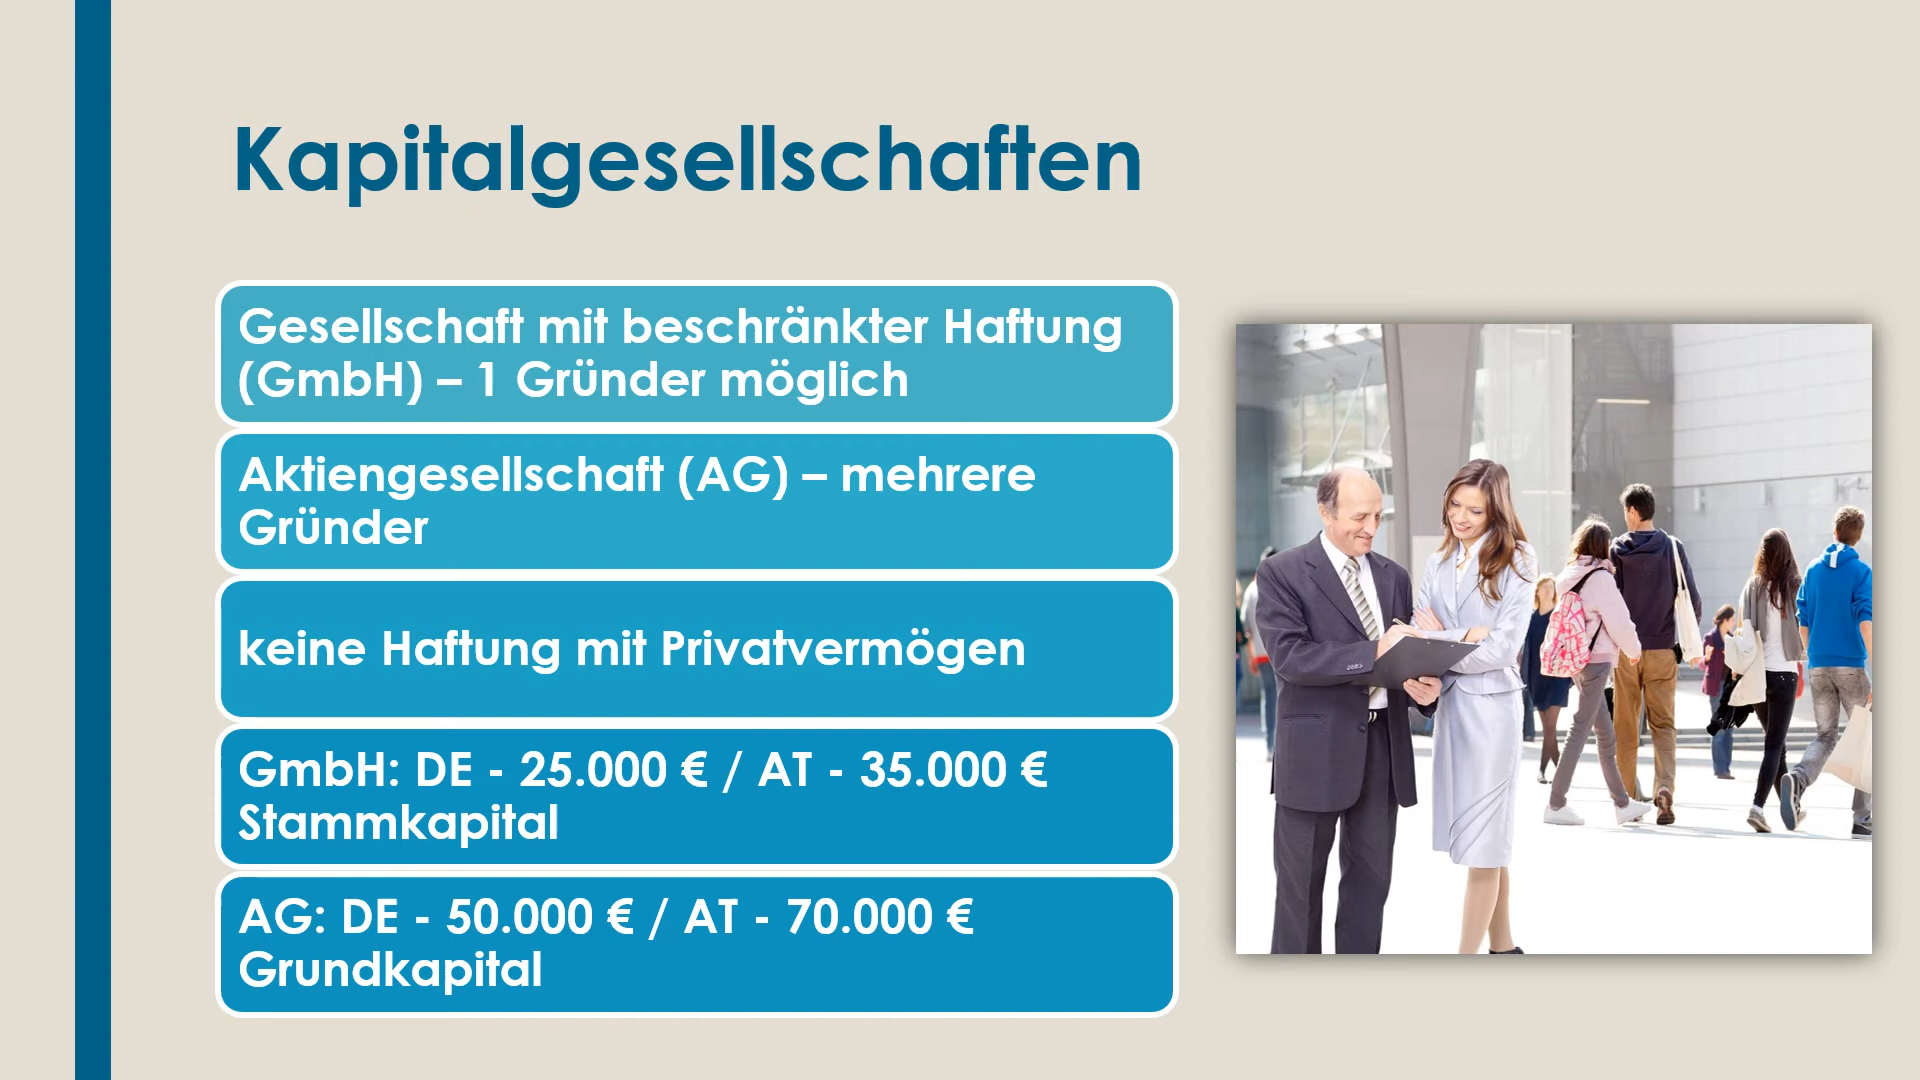 Kapitalgesellschaften
Gesellschaft mit beschränkter Haftung
(GmbH) – 1 Gründer möglich
Aktiengesellschaft (AG) – mehrere
Gründer
keine Haftung mit Privatvermögen
GmbH: DE - 25.000 € / AT - 35.000 €
Stammkapital
AG: DE - 50.000 € / AT - 70.000 €
Grundkapital